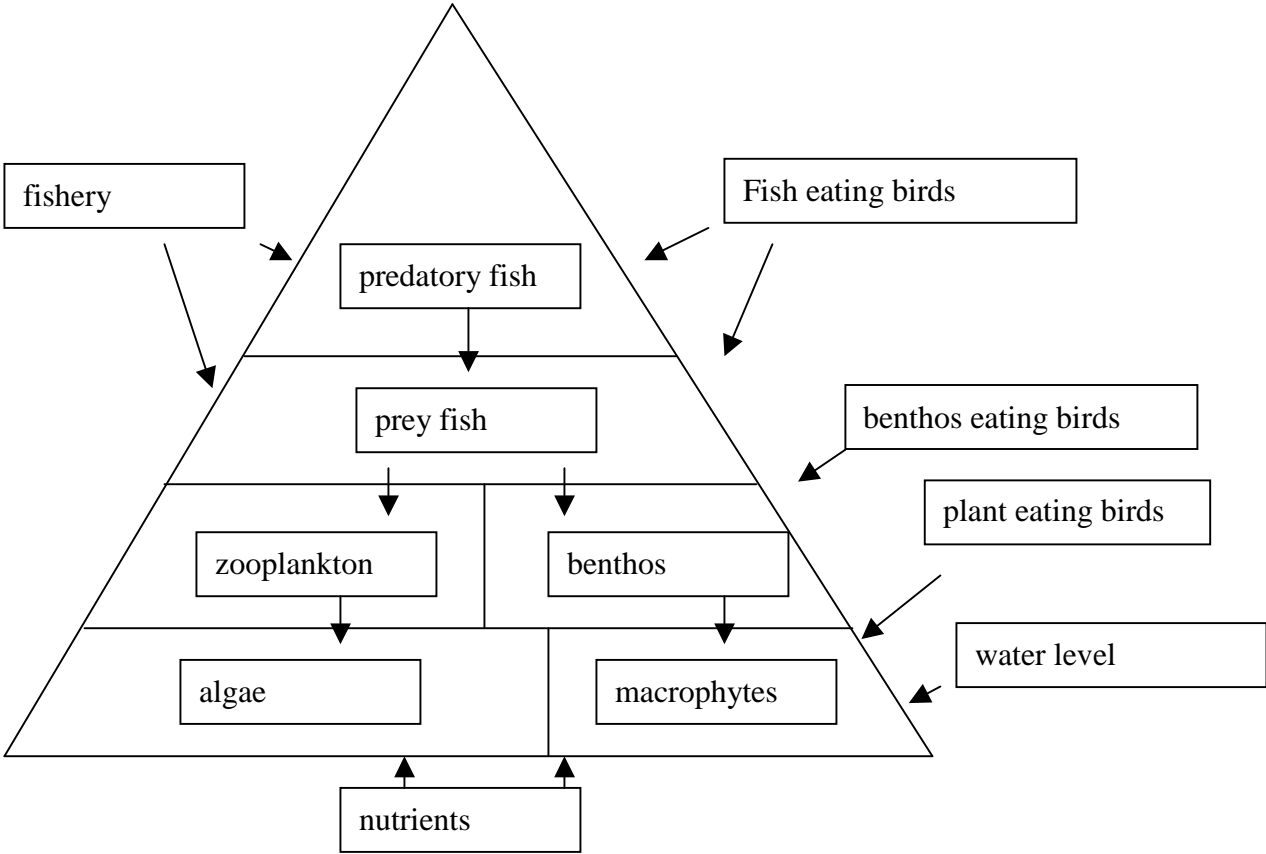 fishery
Fish eating birds
predatory fish
prey fish
benthos eating birds
plant eating birds
zooplankton
benthos
water level
algae
macrophytes
nutrients